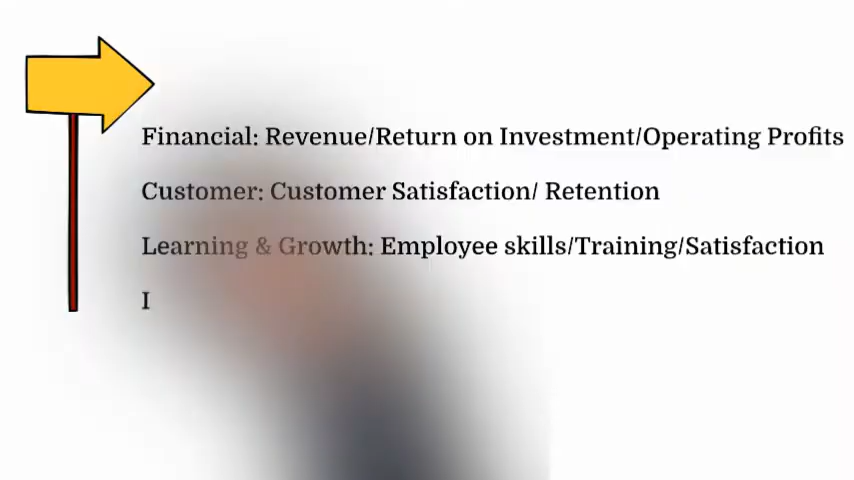 Financial: Revenue/Return on Investment/Operating Profits
Customer: Customer Satisfaction/ Retention
Learning & Growth: Employee skills/Training/Satisfaction
I